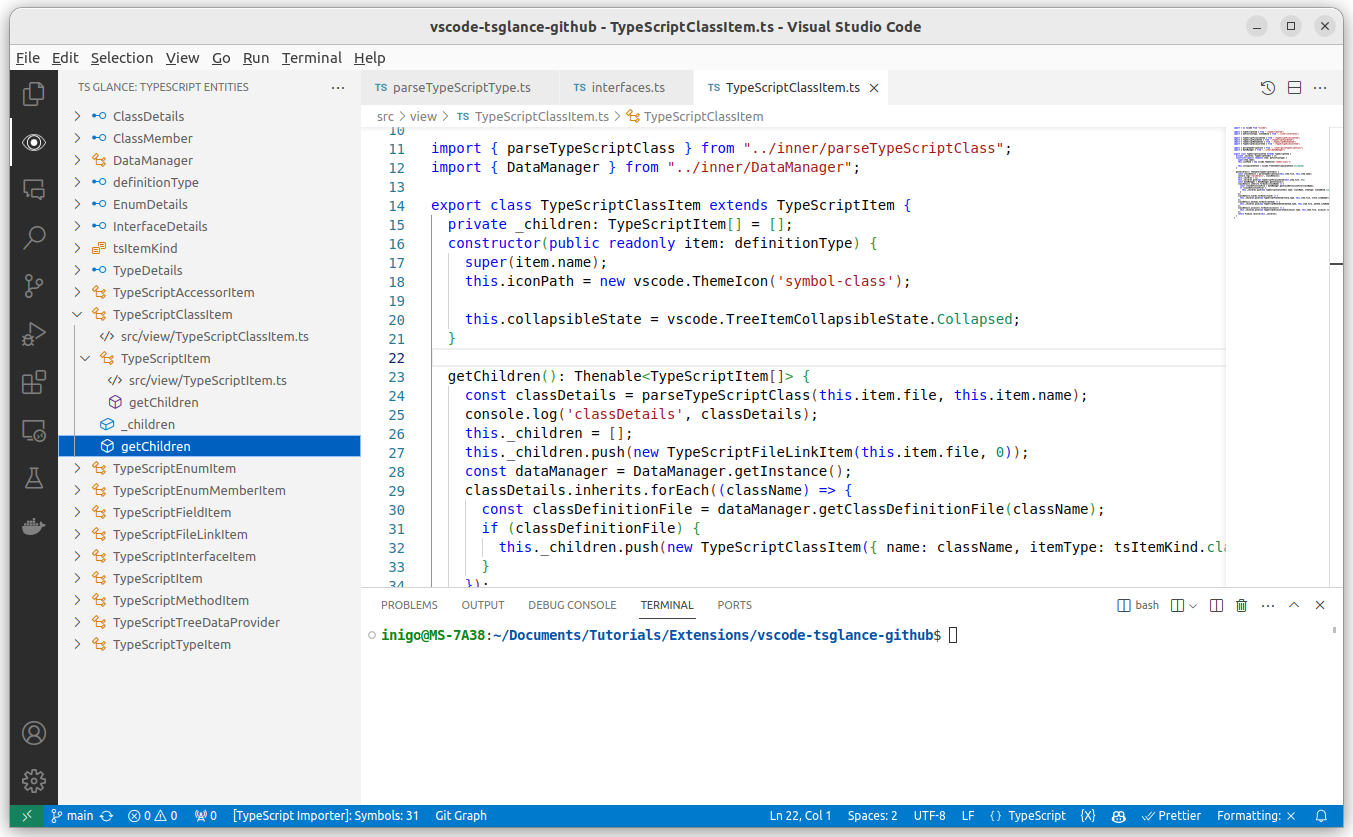 vscode-tsglance-github - TypeScriptClassItem.ts - Visual Studio Code
File Edit Selection View Go Run Terminal Help
TS GLANCE: TYPESCRIPT ENTITIES
ClassDetails
ClassMember
DataManager
definitionType
EnumDetails
InterfaceDetails
tsItemKind
TypeDetails
TypeScriptAccessorItem
TypeScriptClassItem
src/view/TypeScriptClassItem.ts
TypeScriptItem
src/view/TypeScriptItem.ts
getChildren
_children
getChildren
TypeScriptEnumItem
TypeScriptEnumMemberItem
TypeScriptFieldItem
TypeScriptFileLinkItem
TypeScriptInterfaceItem
TypeScriptItem
TypeScriptMethodItem
TypeScriptTreeDataProvider
TypeScriptTypeItem
TS parseTypeScriptType.ts TS interfaces.ts TS TypeScriptClassItem.ts
src > view > TS TypeScriptClassItem.ts > TypeScriptClassItem
10
11 import { parseTypeScriptClass } from "../inner/parseTypeScriptClass";
12 import { DataManager } from "../inner/DataManager";
13
14 export class TypeScriptClassItem extends TypeScriptItem {
15 private _children: TypeScriptItem[] = [];
16 constructor(public readonly item: definitionType) {
17 super(item.name);
18 this.iconPath = new vscode.ThemeIcon('symbol-class');
19
20 this.collapsibleState = vscode.TreeItemCollapsibleState.Collapsed;
21 }
22
23 getChildren(): Thenable<TypeScriptItem[]> {
24 const classDetails = parseTypeScriptClass(this.item.file, this.item.name);
25 console.log('classDetails', classDetails);
26 this._children = [];
27 this._children.push(new TypeScriptFileLinkItem(this.item.file, 0));
28 const dataManager = DataManager.getInstance();
29 classDetails.inherits.forEach((className) => {
30 const classDefinitionFile = dataManager.getClassDefinitionFile(className);
31 if (classDefinitionFile) {
32 this._children.push(new TypeScriptClassItem({ name: className, itemType: tsItemKind.cla
33 }
34 });
PROBLEMS OUTPUT DEBUG CONSOLE TERMINAL PORTS bash
inigo@MS-7A38:~/Documents/Tutorials/Extensions/vscode-tsglance-github$
main 0 0 0 [TypeScript Importer]: Symbols: 31 Git Graph Ln 22, Col 1 Spaces: 2 UTF-8 LF {} TypeScript {X} Prettier Formatting: ×